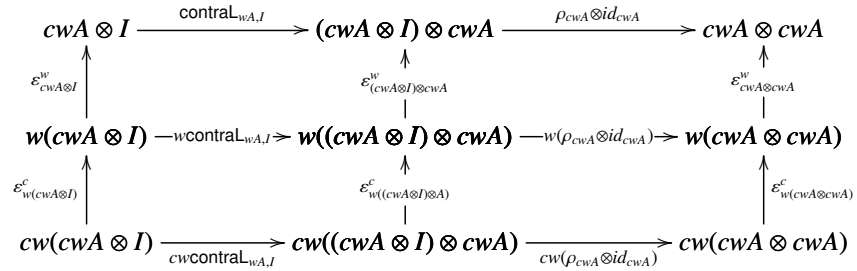 contraL_{wA,I} ρ_{cwA}⊗id_{cwA}
cwA ⊗ I (cwA ⊗ I) ⊗ cwA cwA ⊗ cwA
ε^w_{cwA⊗I} ε^w_{(cwA⊗I)⊗cwA} ε^w_{cwA⊗cwA}
w(cwA ⊗ I) wcontraL_{wA,I} w((cwA ⊗ I) ⊗ cwA) w(ρ_{cwA}⊗id_{cwA}) w(cwA ⊗ cwA)
ε^c_{w(cwA⊗I)} ε^c_{w((cwA⊗I)⊗A)} ε^c_{w(cwA⊗cwA)}
cw(cwA ⊗ I) cw((cwA ⊗ I) ⊗ cwA) cw(cwA ⊗ cwA)
cwcontraL_{wA,I} cw(ρ_{cwA}⊗id_{cwA})